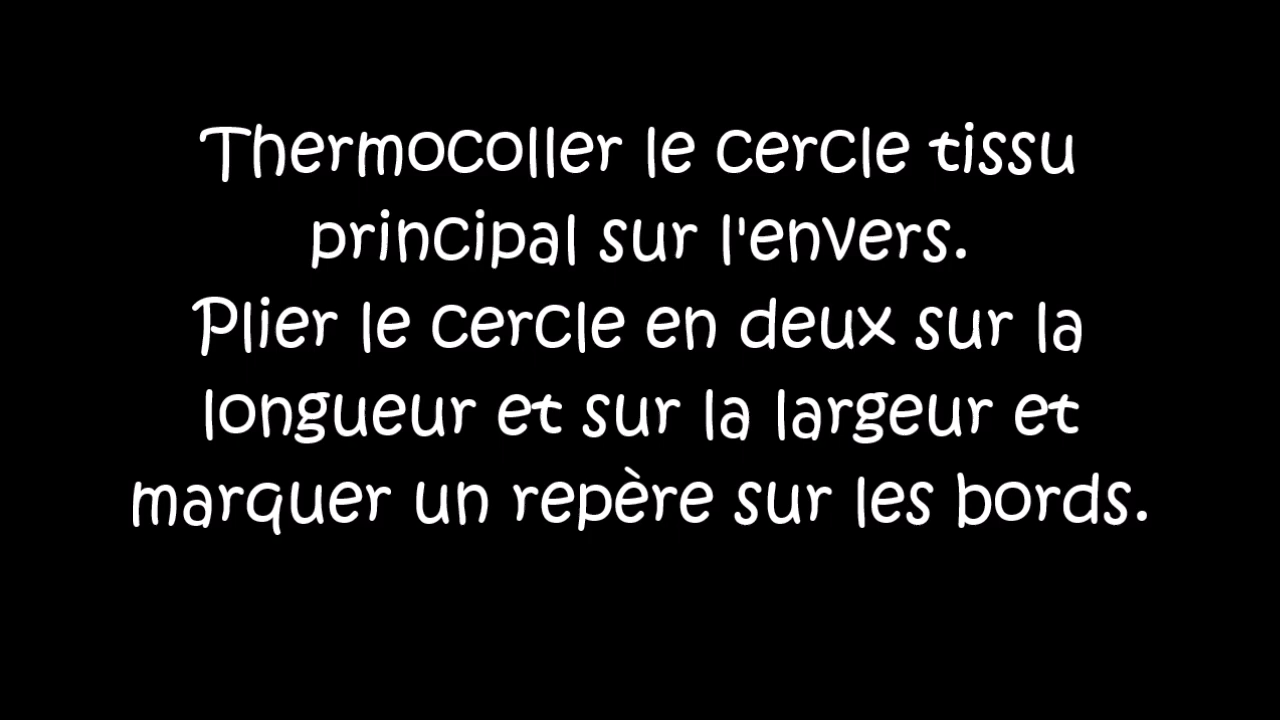 Thermocoller le cercle tissu
principal sur l'envers.
Plier le cercle en deux sur la
longueur et sur la largeur et
marquer un repère sur les bords.